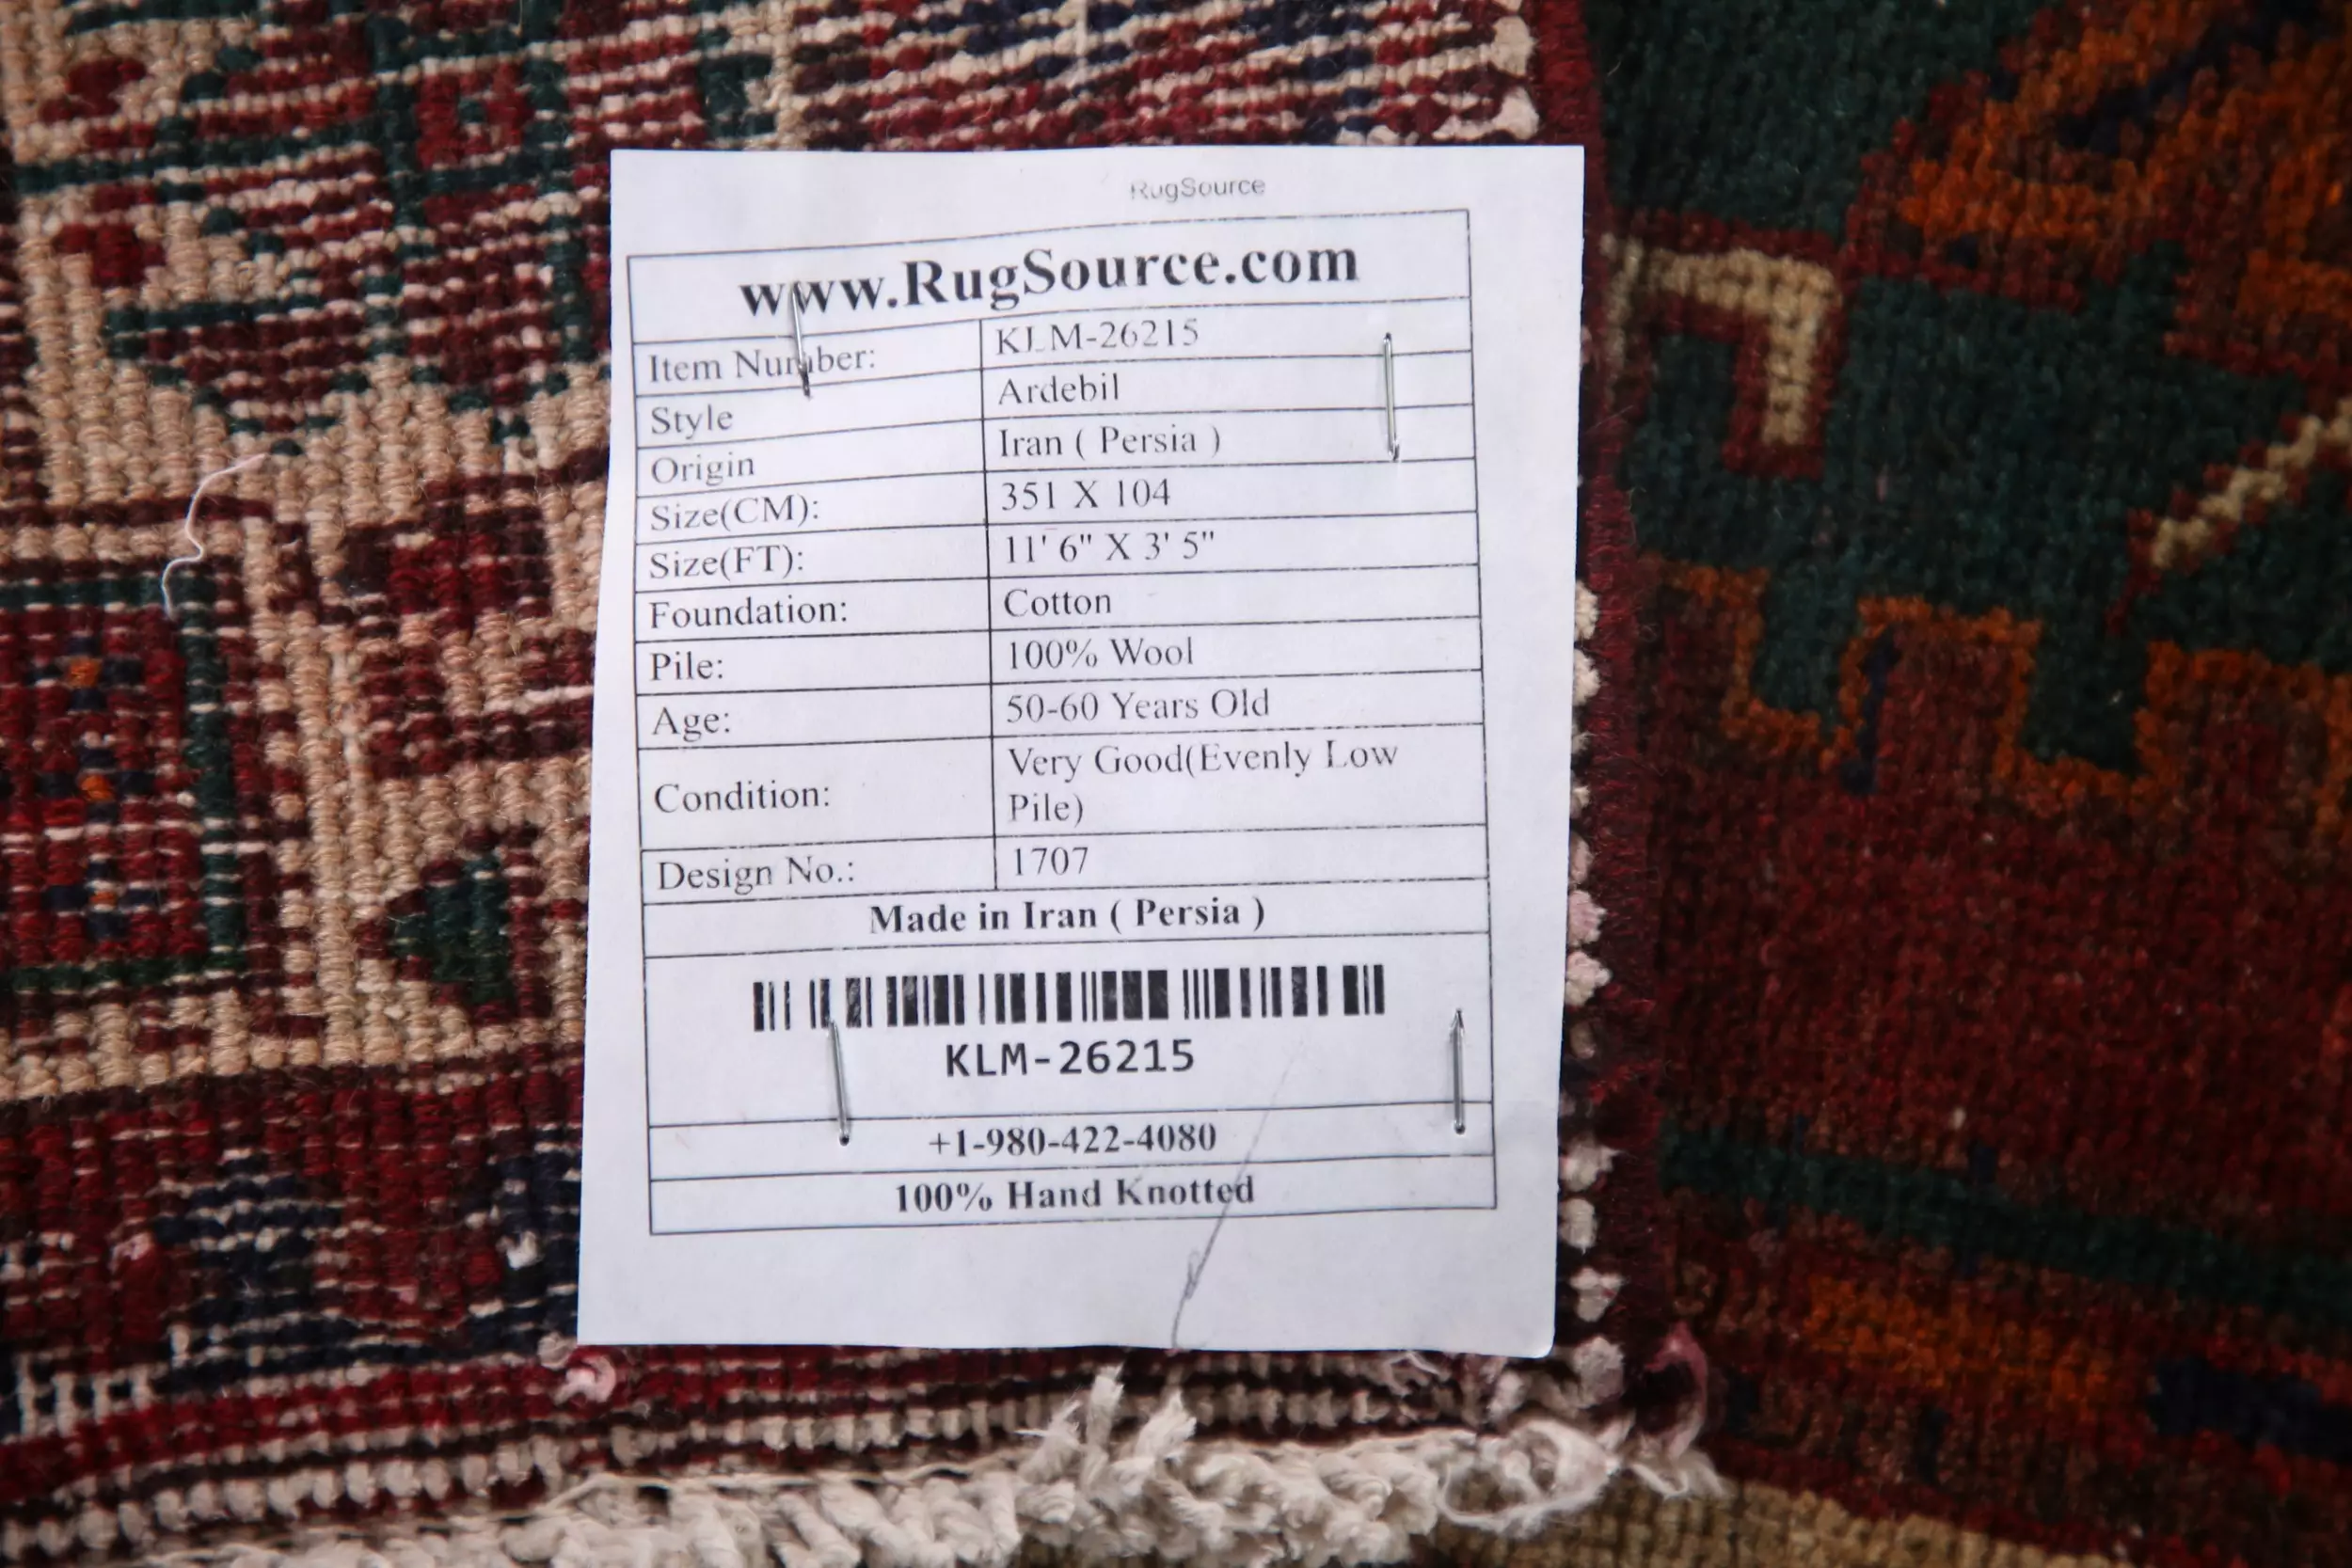 RugSource
www.RugSource.com
Item Number: KLM-26215
Style Ardebil
Origin Iran ( Persia )
Size(CM): 351 X 104
Size(FT): 11' 6" X 3' 5"
Foundation: Cotton
Pile: 100% Wool
Age: 50-60 Years Old
Condition: Very Good(Evenly Low
Pile)
Design No.: 1707
Made in Iran ( Persia )
KLM-26215
+1-980-422-4080
100% Hand Knotted